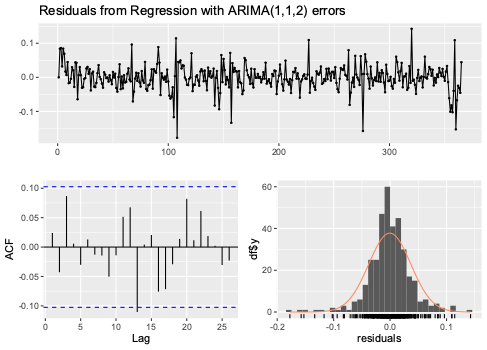 Residuals from Regression with ARIMA(1,1,2) errors
0.1
0.0
-0.1
0 100 200 300
0.10
0.05
0.00
-0.05
-0.10
ACF
0 5 10 15 20 25
Lag
60
40
20
0
df$y
-0.2 -0.1 0.0 0.1
residuals